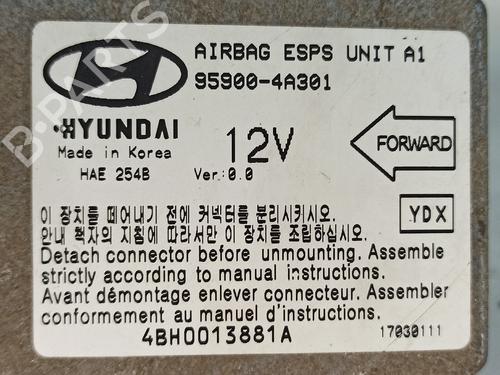 AIRBAG ESPS UNIT A1
95900-4A301
HYUNDAI
12V
FORWARD
Made in Korea
HAE 254B
Ver:0.0
이 장치를 떼어내기 전에 커넥터를 분리시키시오.
안내 책자의 지침에 따라서만 이 장치를 조립하십시오.
YDX
Detach connector before unmounting. Assemble
strictly according to manual instructions.
Avant démontage enlever connecteur. Assembler
conformement au manuel d'instructions.
4BH0013881A
17030111
B-PARTS